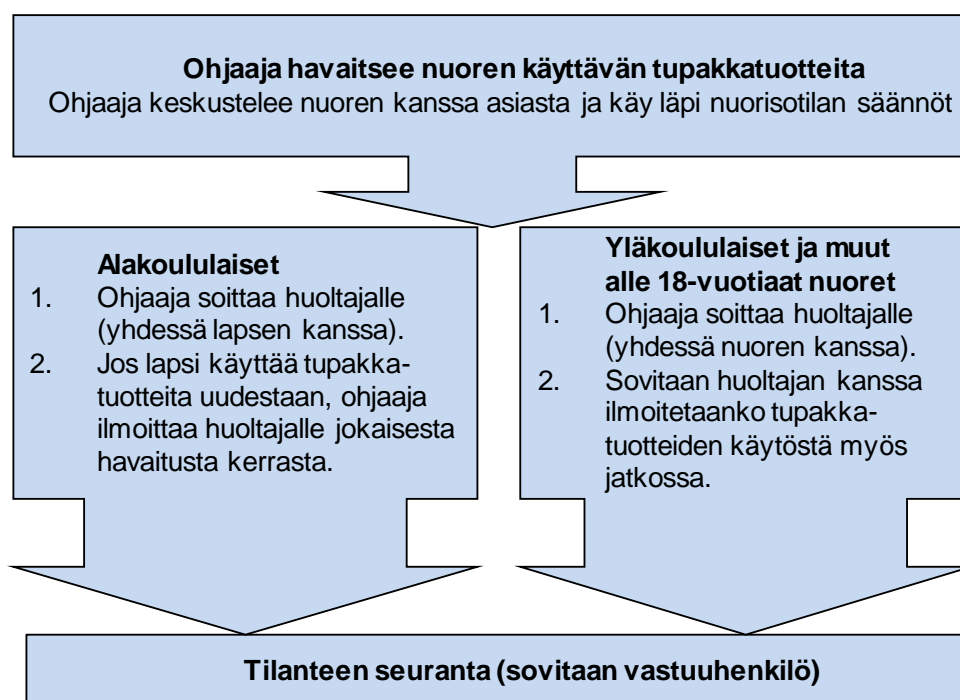 Ohjaaja havaitsee nuoren käyttävän tupakkatuotteita
Ohjaaja keskustelee nuoren kanssa asiasta ja käy läpi nuorisotilan säännöt
Alakoululaiset
1. Ohjaaja soittaa huoltajalle
(yhdessä lapsen kanssa).
2. Jos lapsi käyttää tupakka-
tuotteita uudestaan, ohjaaja
ilmoittaa huoltajalle jokaisesta
havaitusta kerrasta.
Yläkoululaiset ja muut
alle 18-vuotiaat nuoret
1. Ohjaaja soittaa huoltajalle
(yhdessä nuoren kanssa).
2. Sovitaan huoltajan kanssa
ilmoitetaanko tupakka-
tuotteiden käytöstä myös
jatkossa.
Tilanteen seuranta (sovitaan vastuuhenkilö)